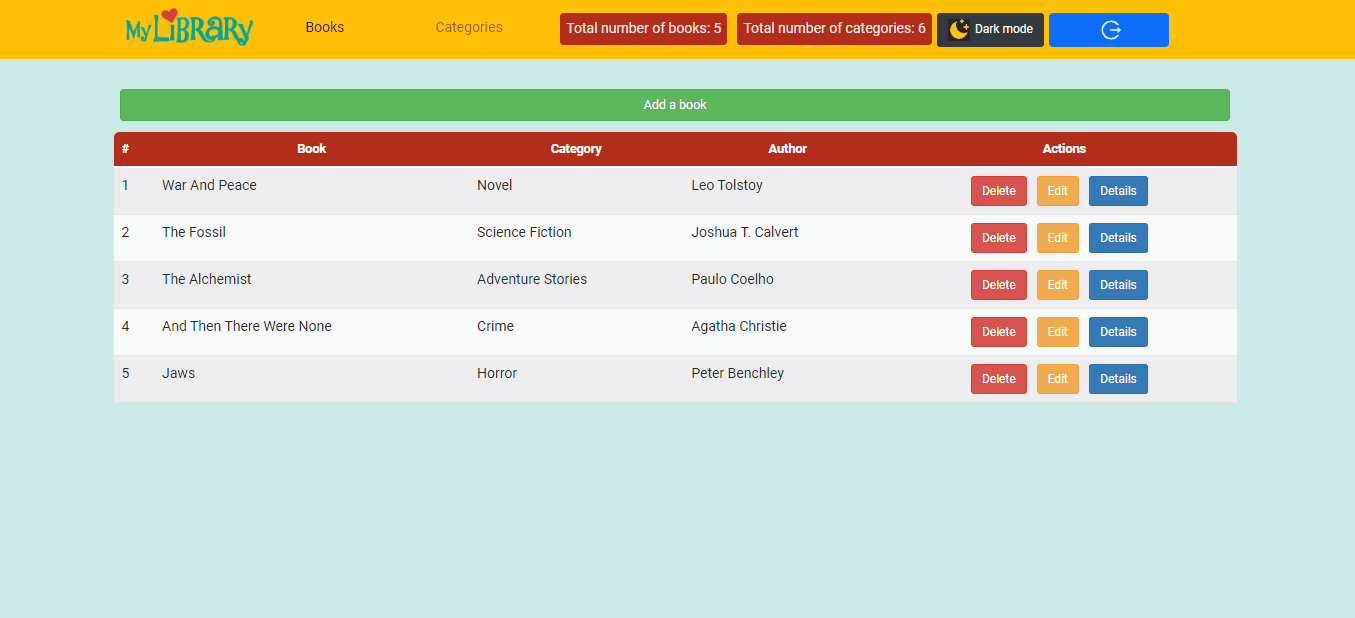 My LiBRARY
Books
Categories
Total number of books: 5
Total number of categories: 6
Dark mode
Add a book
# Book Category Author Actions
1 War And Peace Novel Leo Tolstoy Delete Edit Details
2 The Fossil Science Fiction Joshua T. Calvert Delete Edit Details
3 The Alchemist Adventure Stories Paulo Coelho Delete Edit Details
4 And Then There Were None Crime Agatha Christie Delete Edit Details
5 Jaws Horror Peter Benchley Delete Edit Details